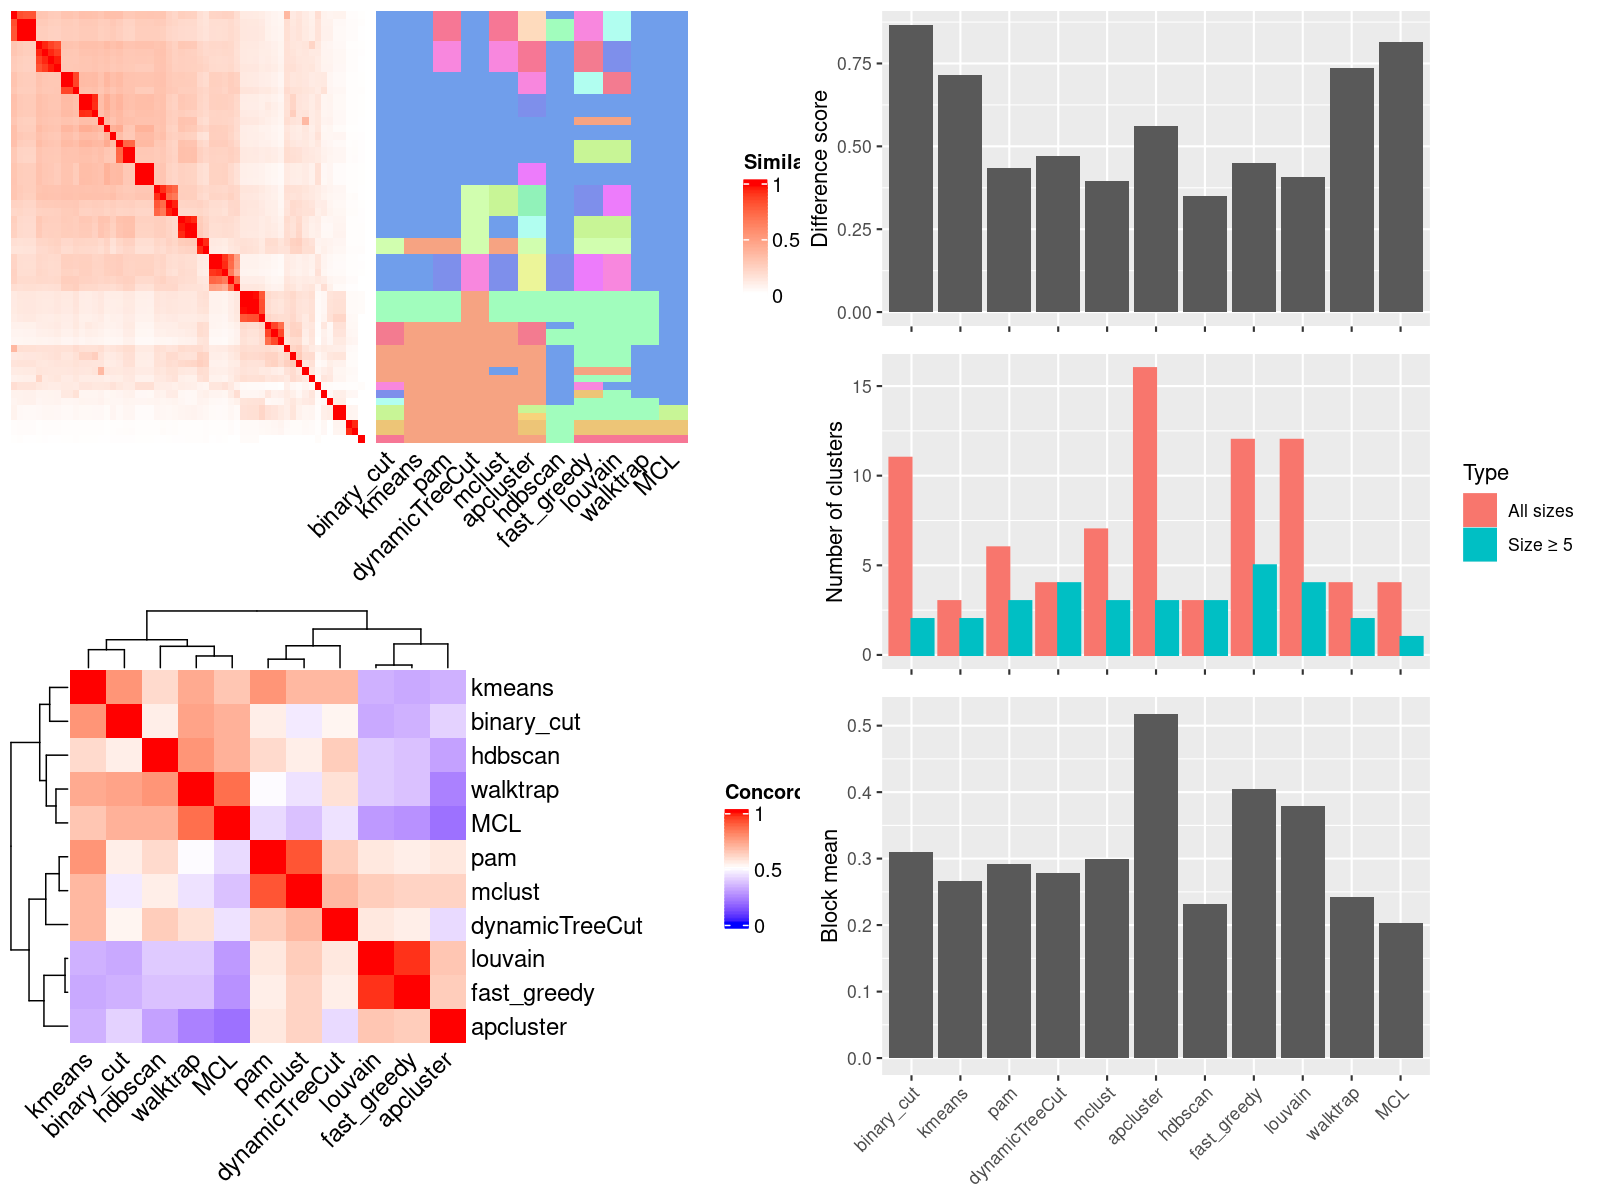 Simila
1
0.5
0
binary_cut
kmeans
pam
dynamicTreeCut
mclust
apcluster
hdbscan
fast_greedy
louvain
walktrap
MCL
kmeans
binary_cut
hdbscan
walktrap
MCL
pam
mclust
dynamicTreeCut
louvain
fast_greedy
apcluster
kmeans
binary_cut
hdbscan
walktrap
MCL
pam
mclust
dynamicTreeCut
louvain
fast_greedy
apcluster
Concord
1
0.5
0
Difference score
0.75
0.50
0.25
0.00
Number of clusters
15
10
5
0
Type
All sizes
Size ≥ 5
Block mean
0.5
0.4
0.3
0.2
0.1
0.0
binary_cut
kmeans
pam
dynamicTreeCut
mclust
apcluster
hdbscan
fast_greedy
louvain
walktrap
MCL